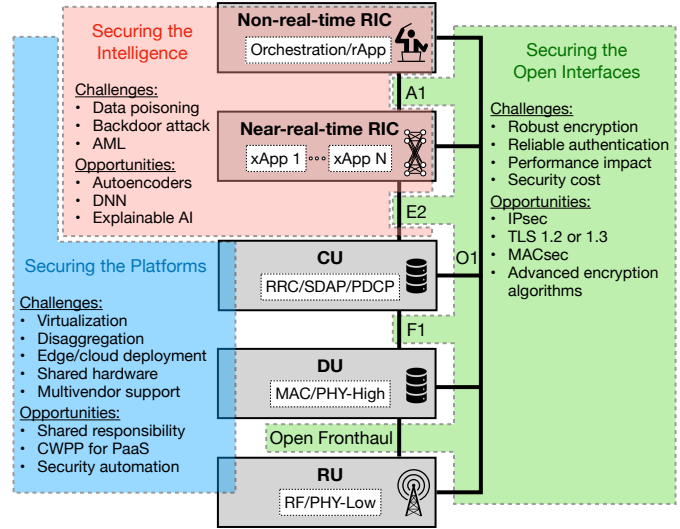 Securing the
Intelligence
Challenges:
• Data poisoning
• Backdoor attack
• AML
Opportunities:
• Autoencoders
• DNN
• Explainable AI
Non-real-time RIC
Orchestration/rApp
A1
Near-real-time RIC
xApp 1
xApp N
E2
CU
RRC/SDAP/PDCP
O1
F1
DU
MAC/PHY-High
Open Fronthaul
RU
RF/PHY-Low
Securing the Platforms
Challenges:
• Virtualization
• Disaggregation
• Edge/cloud deployment
• Shared hardware
• Multivendor support
Opportunities:
• Shared responsibility
• CWPP for PaaS
• Security automation
Securing the
Open Interfaces
Challenges:
• Robust encryption
• Reliable authentication
• Performance impact
• Security cost
Opportunities:
• IPsec
• TLS 1.2 or 1.3
• MACsec
• Advanced encryption
algorithms